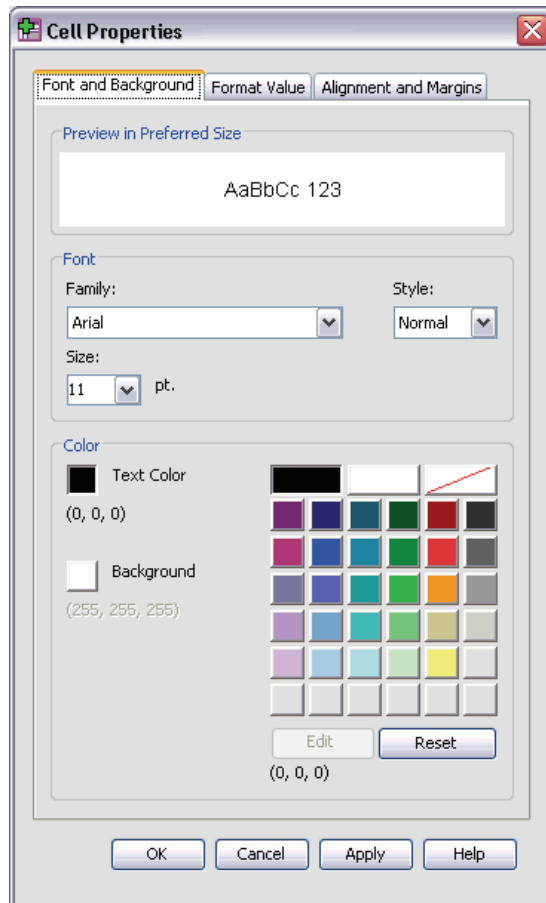 Cell Properties
Font and Background Format Value Alignment and Margins
Preview in Preferred Size
AaBbCc 123
Font
Family: Style:
Arial Normal
Size:
11 pt.
Color
Text Color
(0, 0, 0)
Background
(255, 255, 255)
Edit Reset
(0, 0, 0)
OK Cancel Apply Help